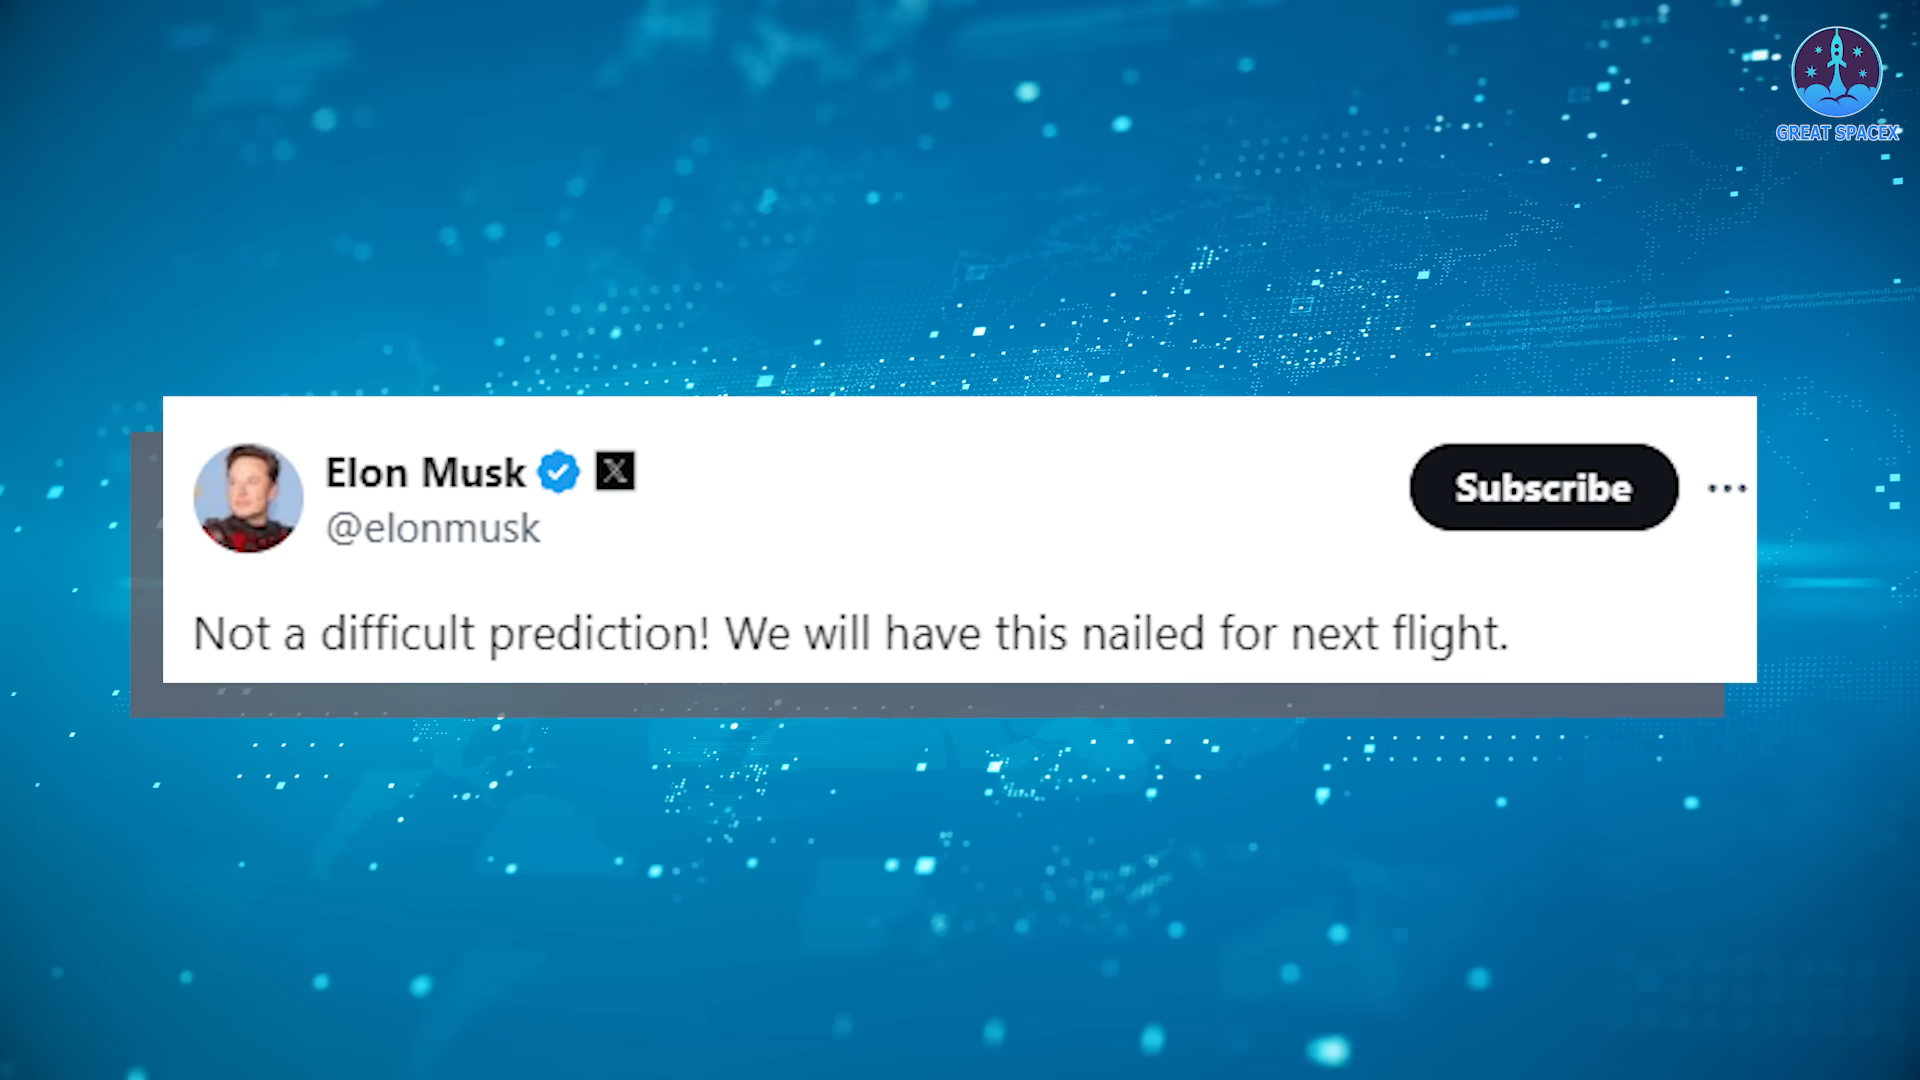 GREAT SPACEX
Elon Musk
@elonmusk
Subscribe
Not a difficult prediction! We will have this nailed for next flight.